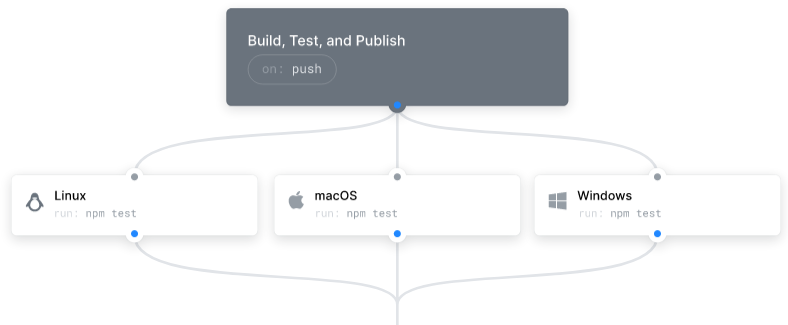 Build, Test, and Publish
on: push
Linux
run: npm test
macOS
run: npm test
Windows
run: npm test